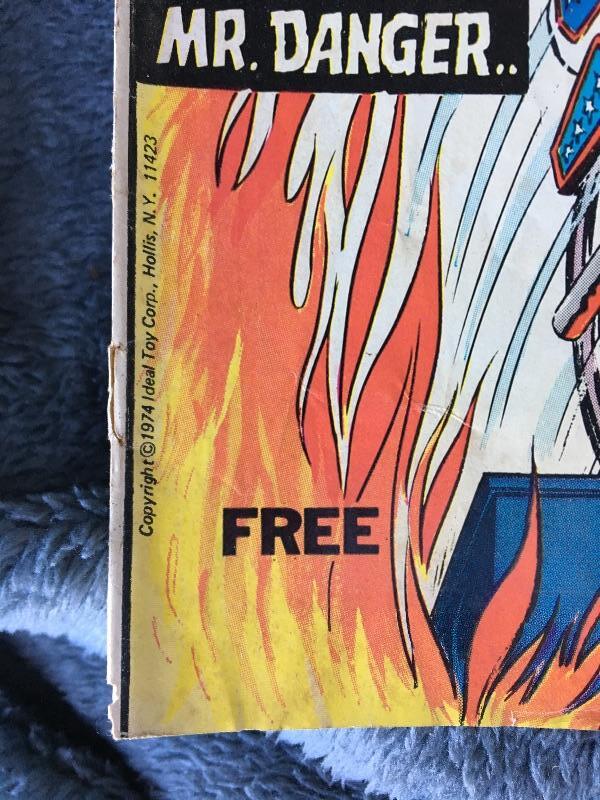 MR. DANGER..
Copyright ©1974 Ideal Toy Corp., Hollis, N.Y. 11423
FREE